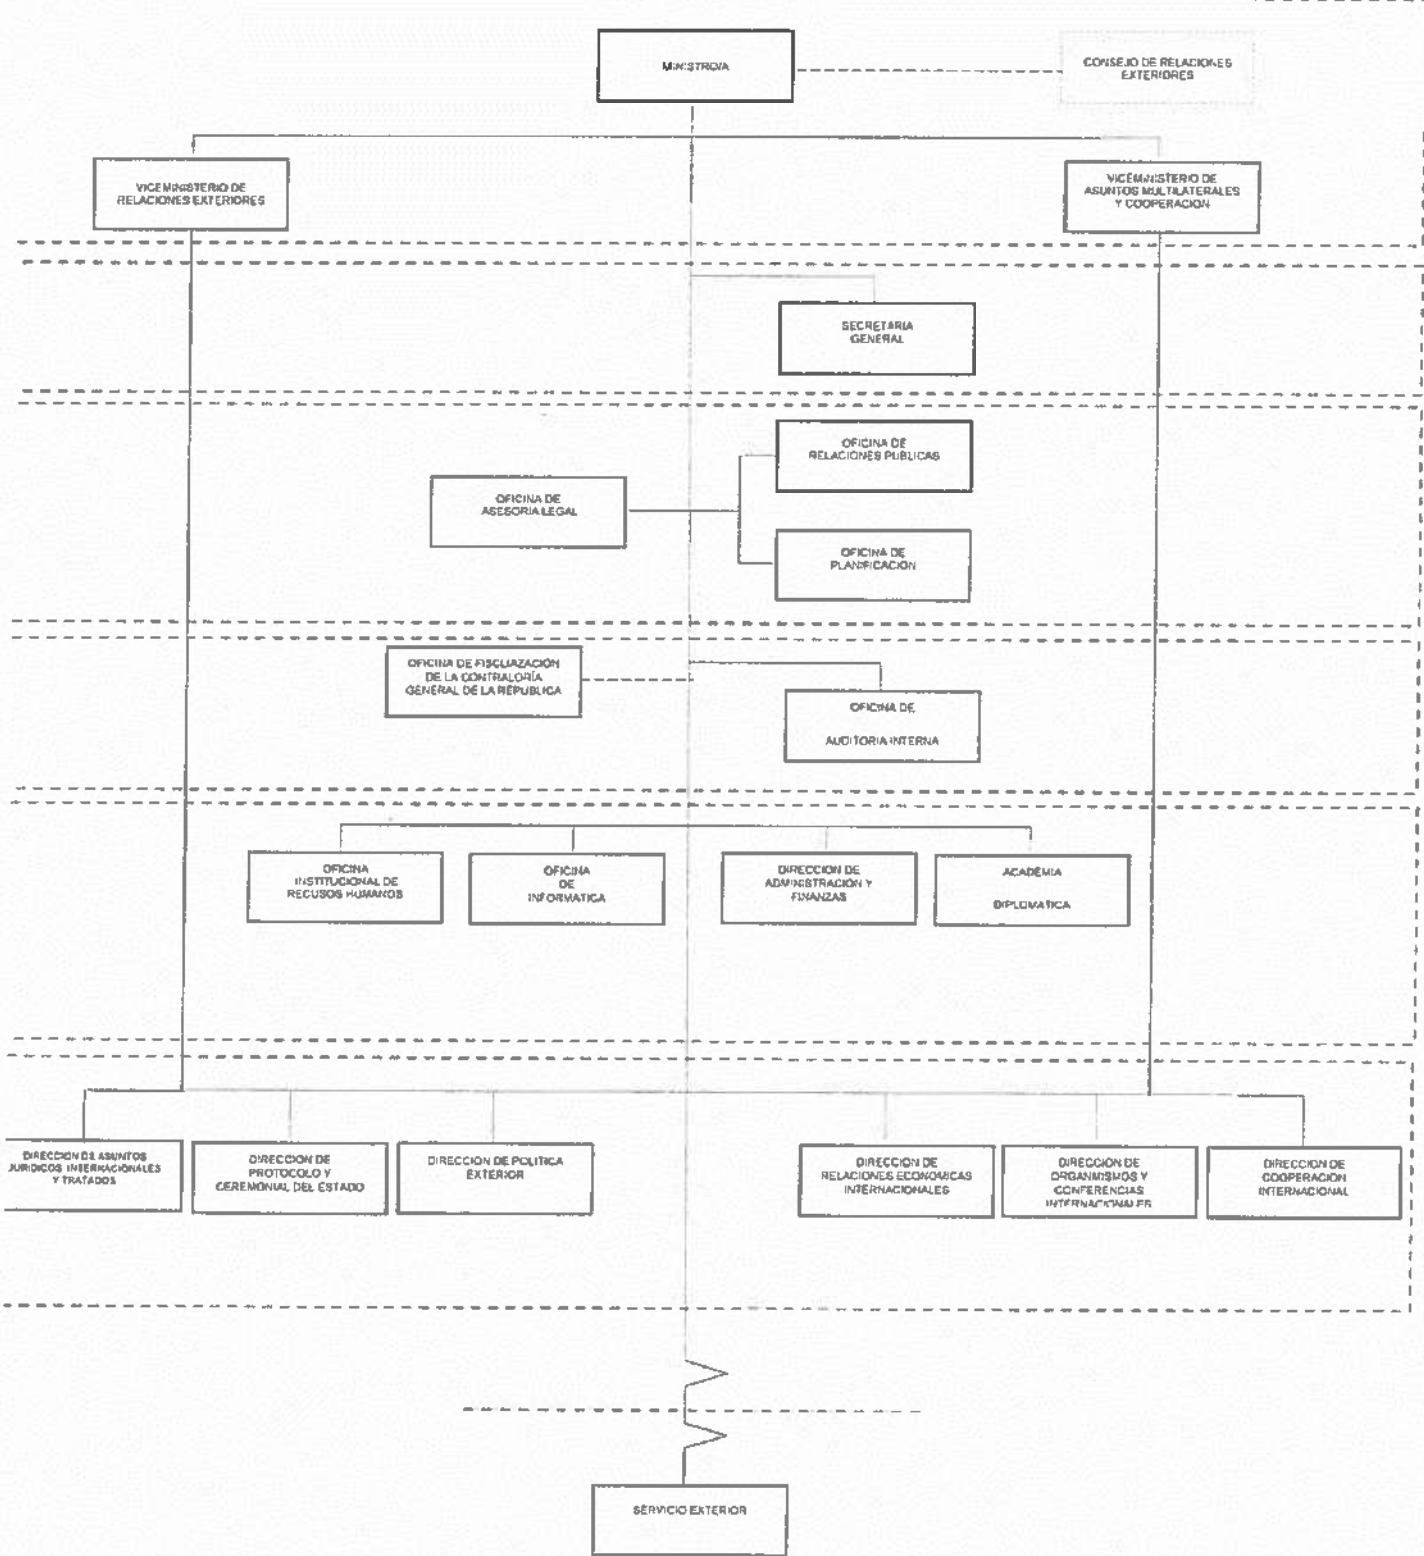 MINISTRO/A
CONSEJO DE RELACIONES
EXTERIORES
VICEMINISTERIO DE
RELACIONES EXTERIORES
VICEMINISTERIO DE
ASUNTOS MULTILATERALES
Y COOPERACION
SECRETARIA
GENERAL
OFICINA DE
RELACIONES PUBLICAS
OFICINA DE
ASESORIA LEGAL
OFICINA DE
PLANIFICACION
OFICINA DE FISCLIAZACIÓN
DE LA CONTRALORÍA
GENERAL DE LA REPUBLICA
OFICINA DE
AUDITORIA INTERNA
OFICINA
INSTITUCIONAL DE
RECUSOS HUMANOS
OFICINA
DE
INFORMATICA
DIRECCION DE
ADMINISTRACIÓN Y
FINANZAS
ACADEMIA
DIPLOMATICA
DIRECCION DE ASUNTOS
JURIDICOS INTERNACIONALES
Y TRATADOS
DIRECCION DE
PROTOCOLO Y
CEREMONIAL DEL ESTADO
DIRECCION DE POLITICA
EXTERIOR
DIRECCION DE
RELACIONES ECONOMICAS
INTERNACIONALES
DIRECCION DE
ORGANMISMOS Y
CONFERENCIAS
INTERNACIONALES
DIRECCION DE
COOPERACION
INTERNACIONAL
SERVICIO EXTERIOR